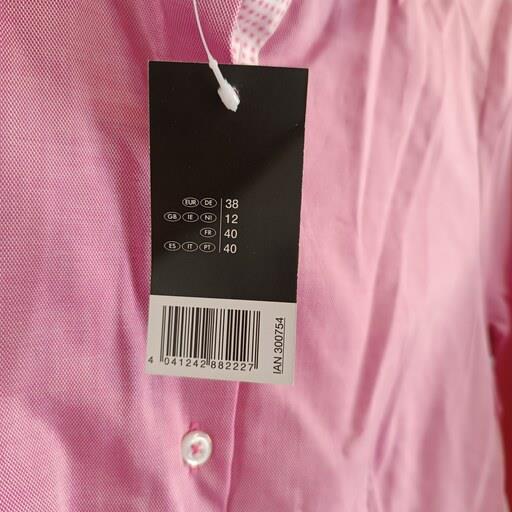 EUR DE 38
GB IE NI 12
FR 40
ES IT PT 40
4 041242 882227
IAN 300754